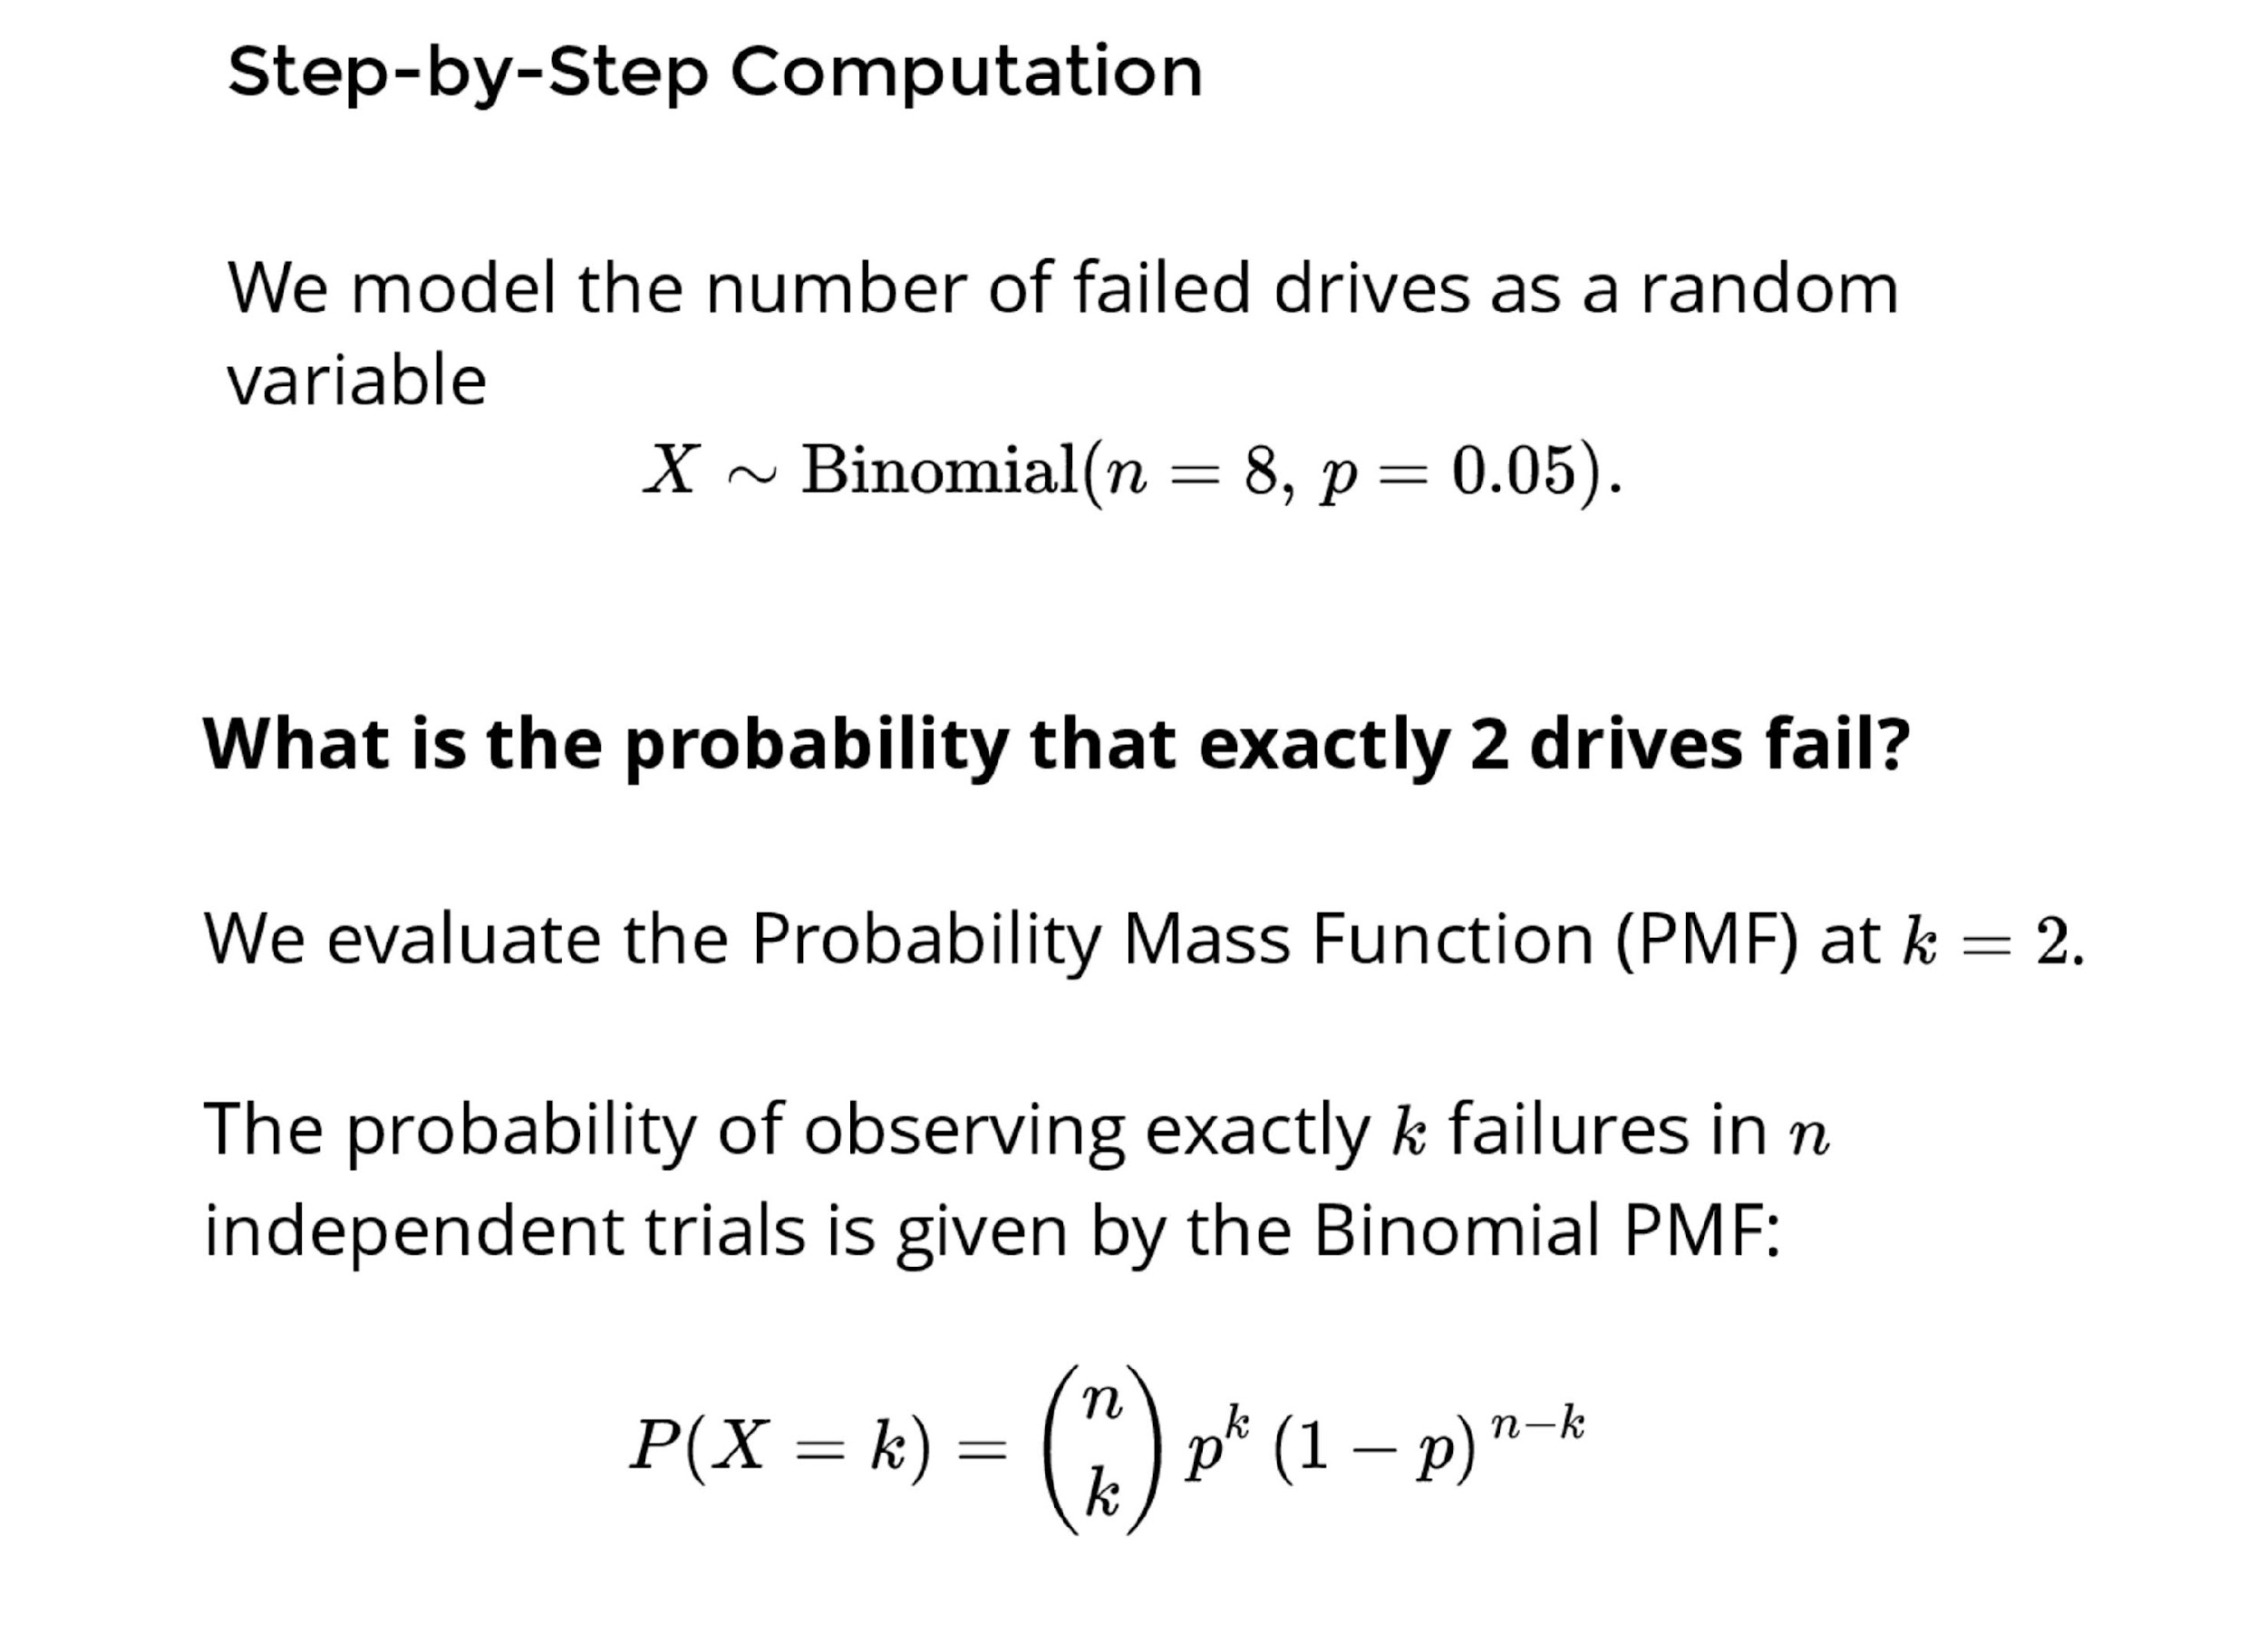 Step-by-Step Computation
We model the number of failed drives as a random
variable
X ∼ Binomial(n = 8, p = 0.05).
What is the probability that exactly 2 drives fail?
We evaluate the Probability Mass Function (PMF) at k = 2.
The probability of observing exactly k failures in n
independent trials is given by the Binomial PMF:
P(X = k) = \binom{n}{k} p^k (1 − p)^{n−k}